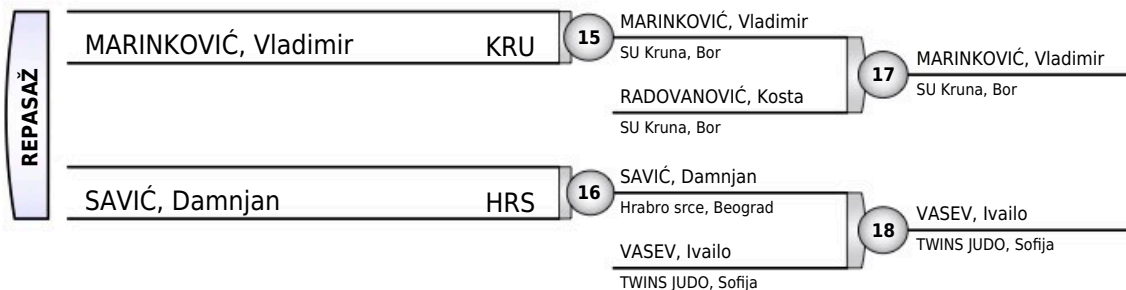 REPASAŽ
MARINKOVIĆ, Vladimir KRU
15
MARINKOVIĆ, Vladimir
SU Kruna, Bor
RADOVANOVIĆ, Kosta
SU Kruna, Bor
17
MARINKOVIĆ, Vladimir
SU Kruna, Bor
SAVIĆ, Damnjan HRS
16
SAVIĆ, Damnjan
Hrabro srce, Beograd
VASEV, Ivailo
TWINS JUDO, Sofija
18
VASEV, Ivailo
TWINS JUDO, Sofija